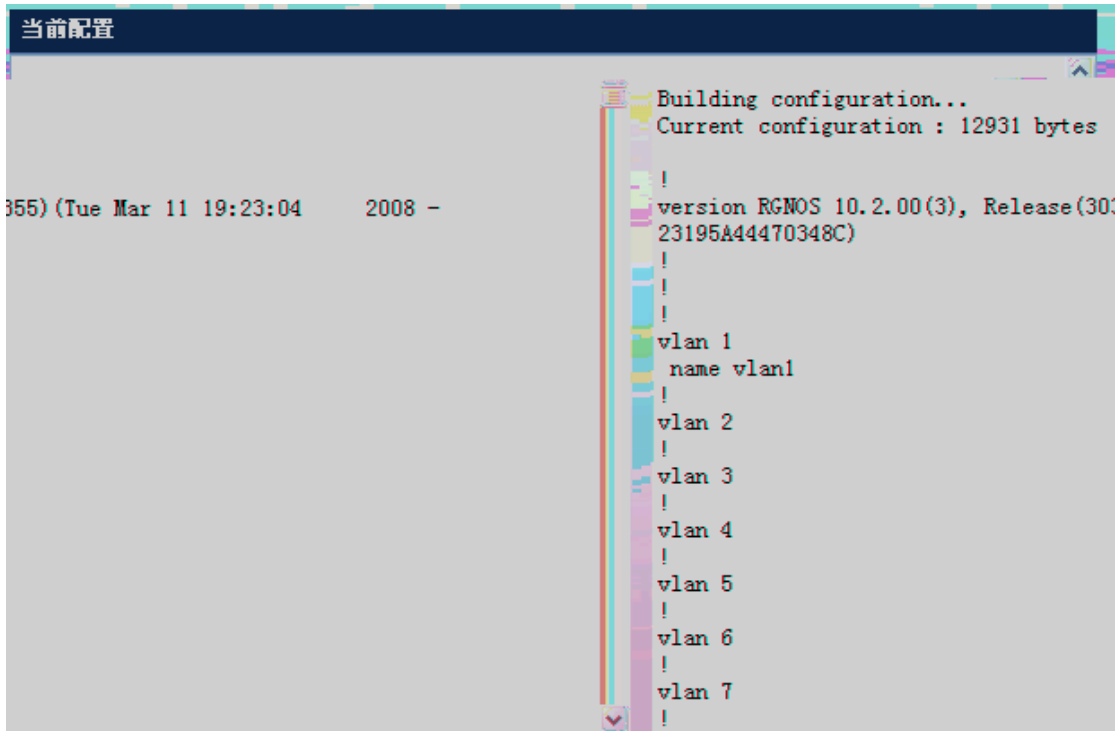 当前配置
Building configuration...
Current configuration : 12931 bytes
!
version RGNOS 10.2.00(3), Release(303
355)(Tue Mar 11 19:23:04 2008 -
23195A44470348C)
!
!
!
vlan 1
name vlan1
!
vlan 2
!
vlan 3
!
vlan 4
!
vlan 5
!
vlan 6
!
vlan 7
!